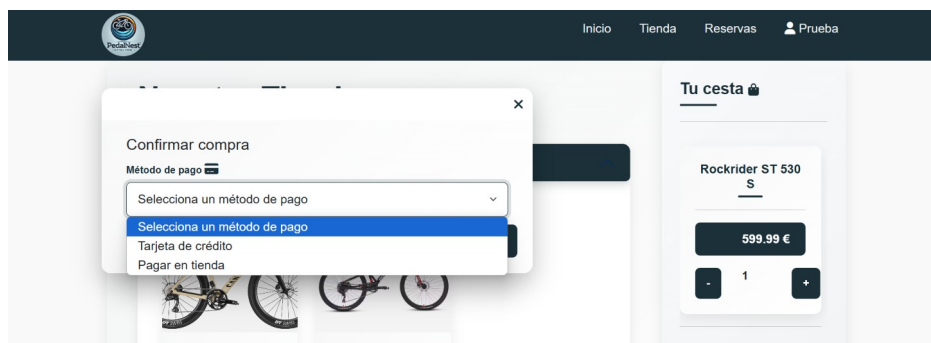 PedalNest
Inicio Tienda Reservas Prueba
Tu cesta
Confirmar compra
Método de pago
Selecciona un método de pago
Selecciona un método de pago
Tarjeta de crédito
Pagar en tienda
Rockrider ST 530
S
599.99 €
- 1 +